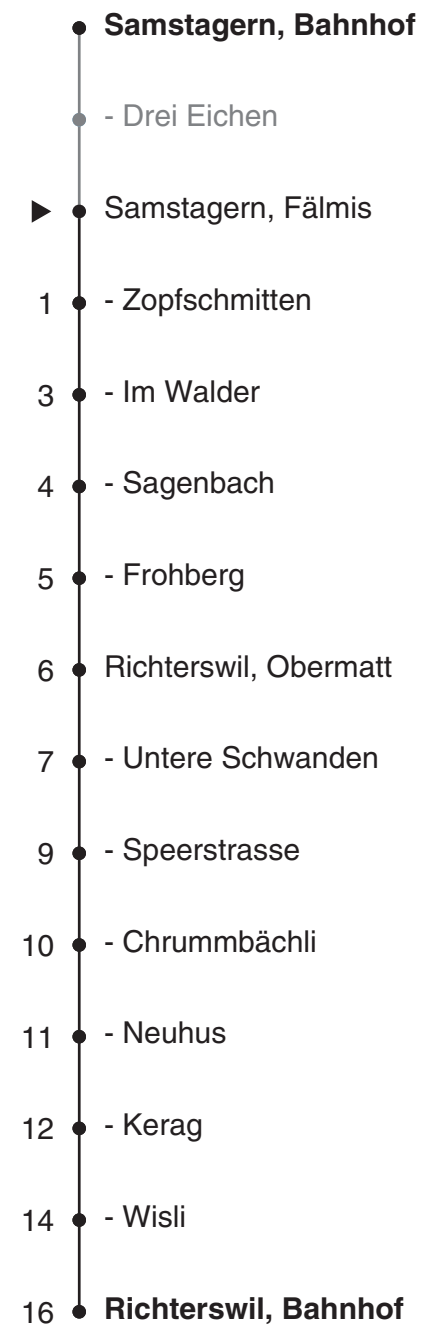 Samstagern, Bahnhof
- Drei Eichen
Samstagern, Fälmis
1 - Zopfschmitten
3 - Im Walder
4 - Sagenbach
5 - Frohberg
6 Richterswil, Obermatt
7 - Untere Schwanden
9 - Speerstrasse
10 - Chrummbächli
11 - Neuhus
12 - Kerag
14 - Wisli
16 Richterswil, Bahnhof